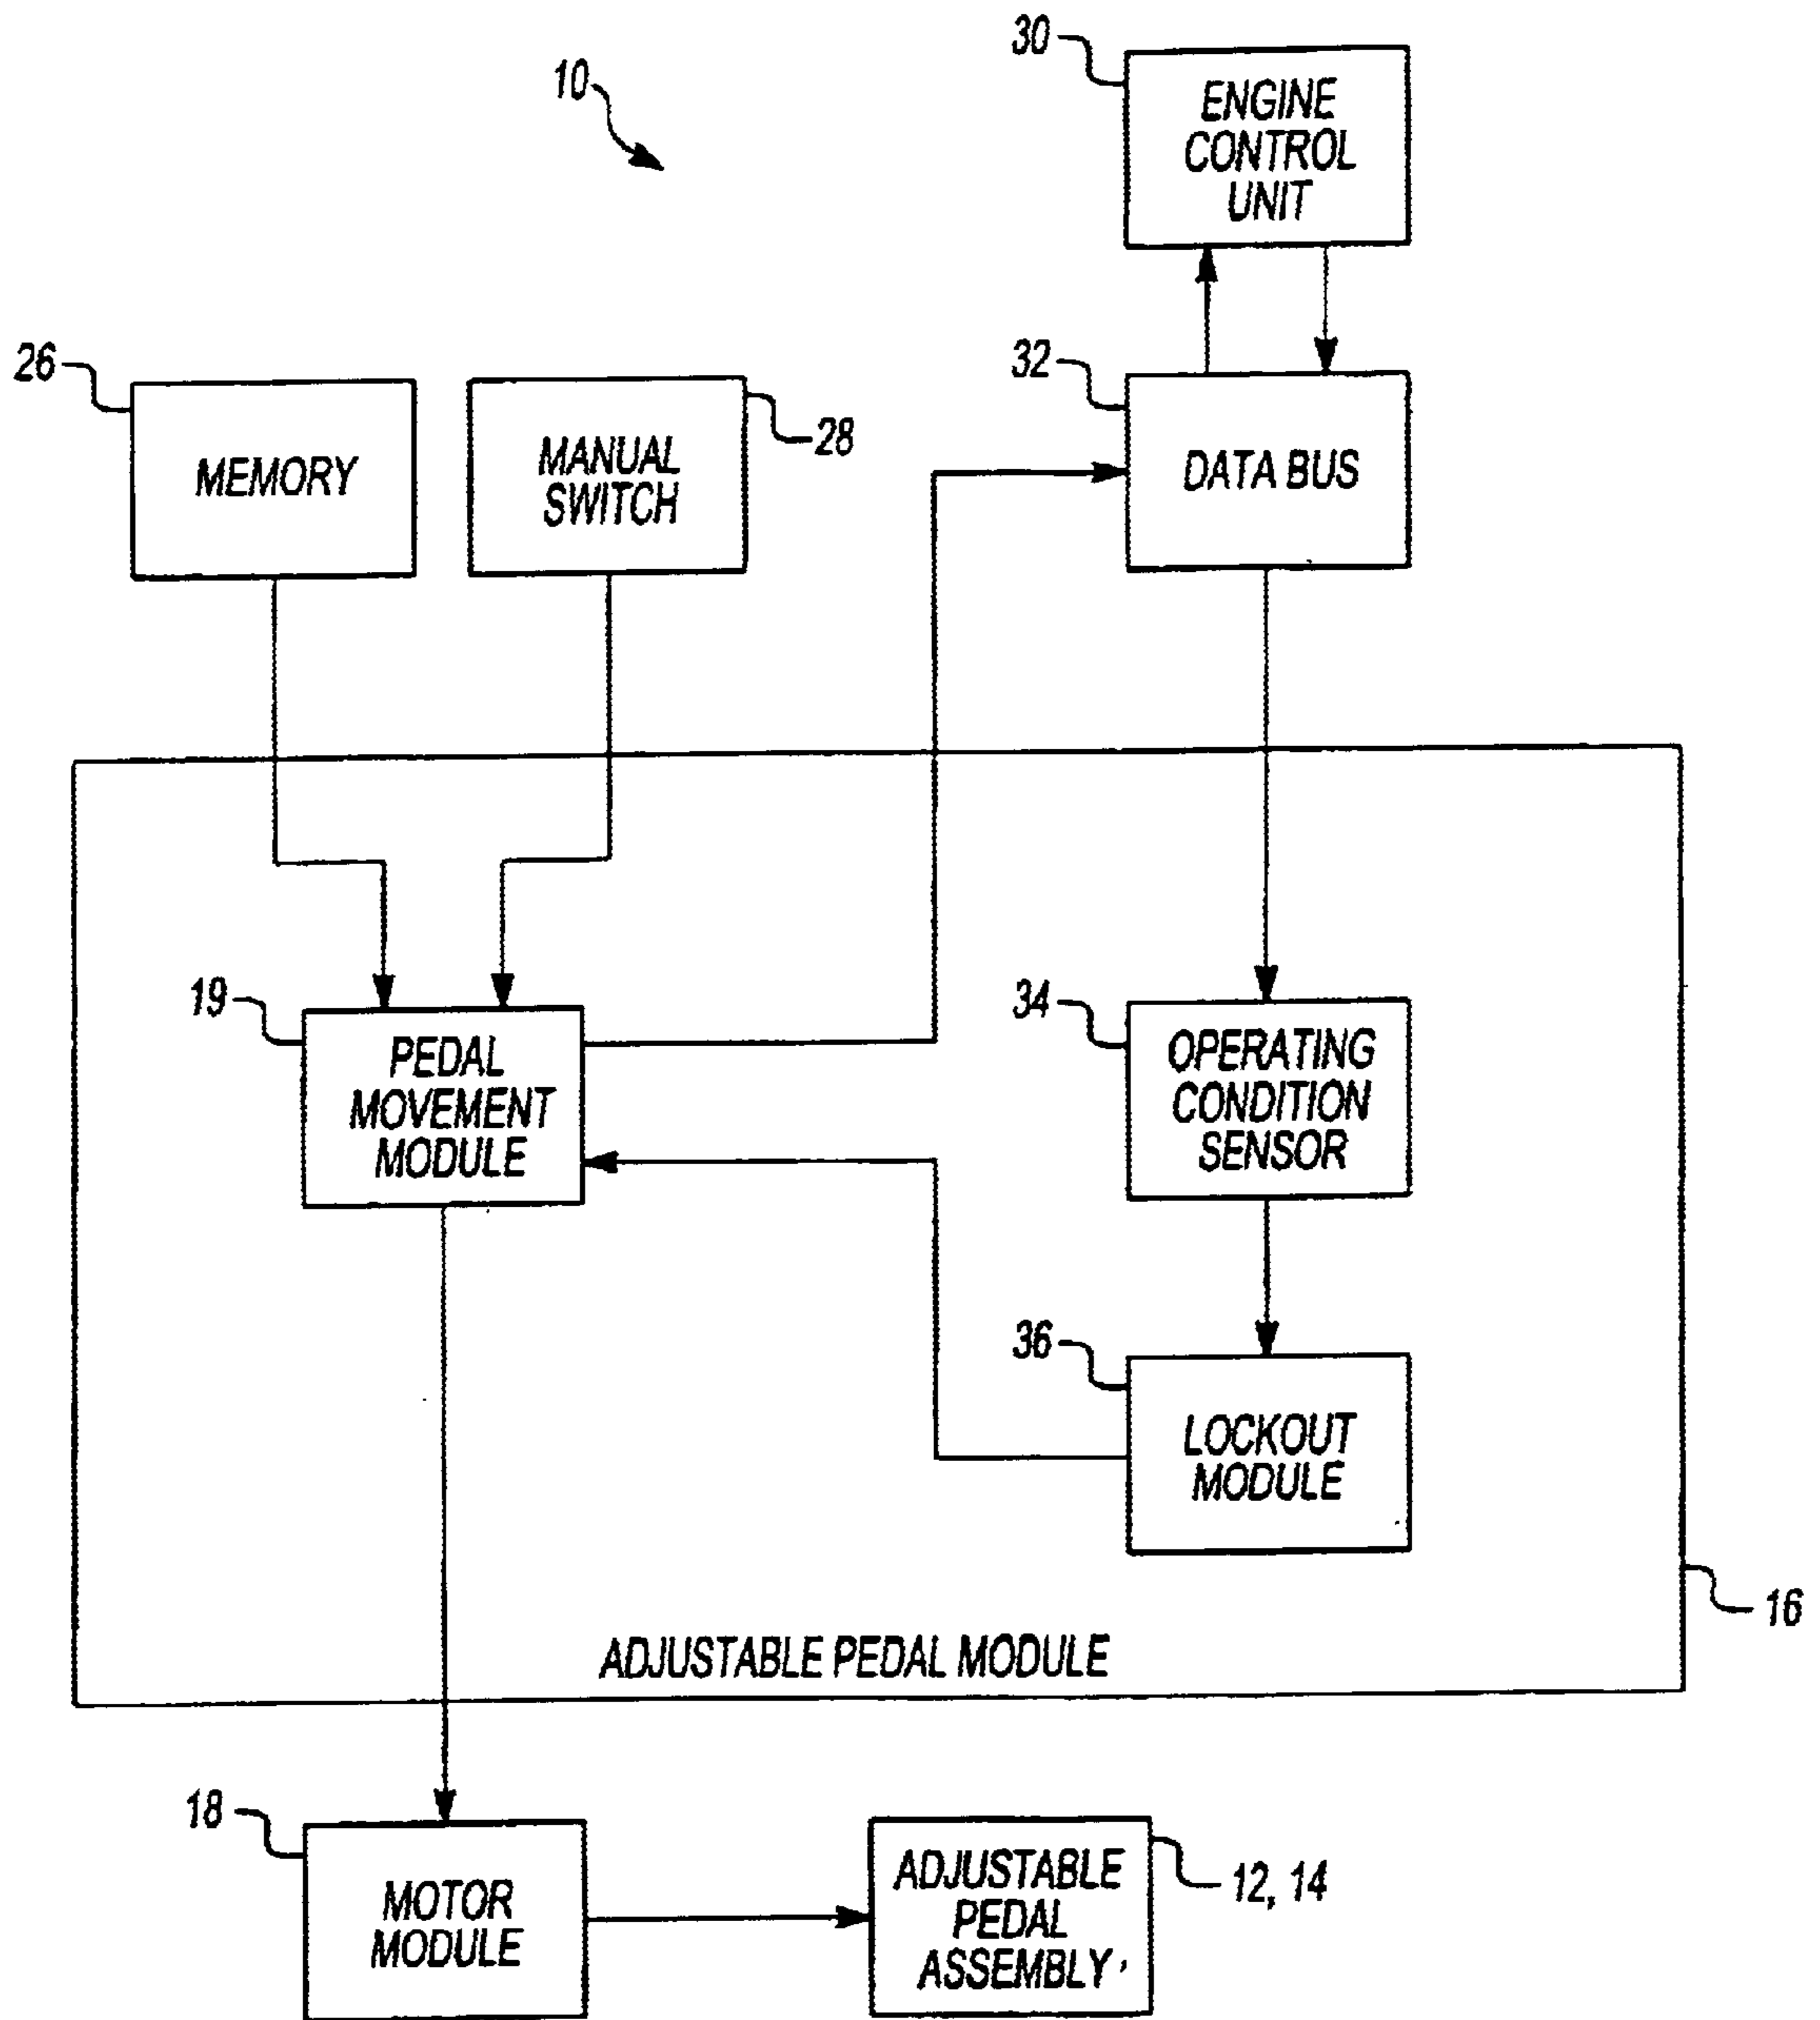 10
30
ENGINE
CONTROL
UNIT
26
MEMORY
MANUAL
SWITCH
28
32
DATA BUS
19
PEDAL
MOVEMENT
MODULE
34
OPERATING
CONDITION
SENSOR
36
LOCKOUT
MODULE
16
ADJUSTABLE PEDAL MODULE
18
MOTOR
MODULE
ADJUSTABLE
PEDAL
ASSEMBLY
12, 14